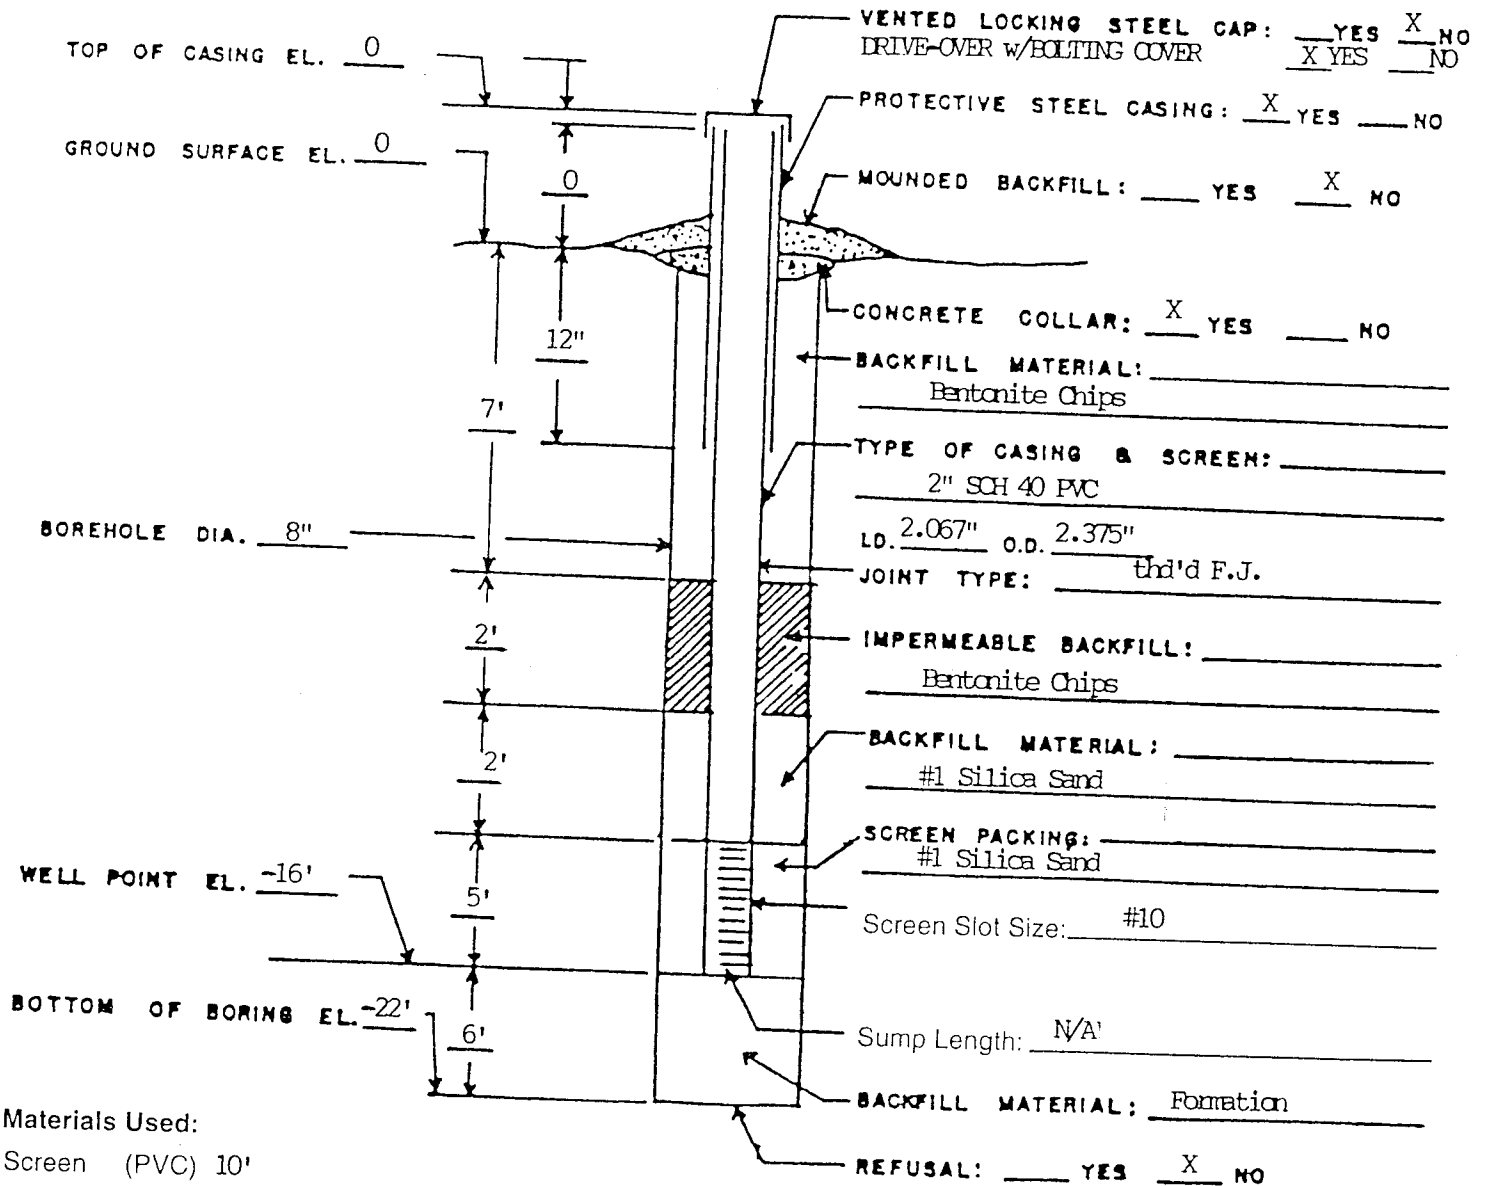 VENTED LOCKING STEEL CAP: __YES X NO
DRIVE-OVER w/BOLTING COVER X YES __NO
TOP OF CASING EL. 0
PROTECTIVE STEEL CASING: X YES ___NO
GROUND SURFACE EL. 0
0
MOUNDED BACKFILL: ___ YES X NO
CONCRETE COLLAR: X YES ___ NO
12"
BACKFILL MATERIAL:
Bentonite Chips
7'
TYPE OF CASING & SCREEN:
2" SCH 40 PVC
BOREHOLE DIA. 8"
I.D. 2.067" O.D. 2.375"
JOINT TYPE: thd'd F.J.
2'
IMPERMEABLE BACKFILL:
Bentonite Chips
2'
BACKFILL MATERIAL:
#1 Silica Sand
SCREEN PACKING:
#1 Silica Sand
WELL POINT EL. -16'
5'
Screen Slot Size: #10
BOTTOM OF BORING EL. -22'
6'
Sump Length: N/A'
BACKFILL MATERIAL: Formation
Materials Used:
Screen (PVC) 10'
REFUSAL: ___ YES X NO